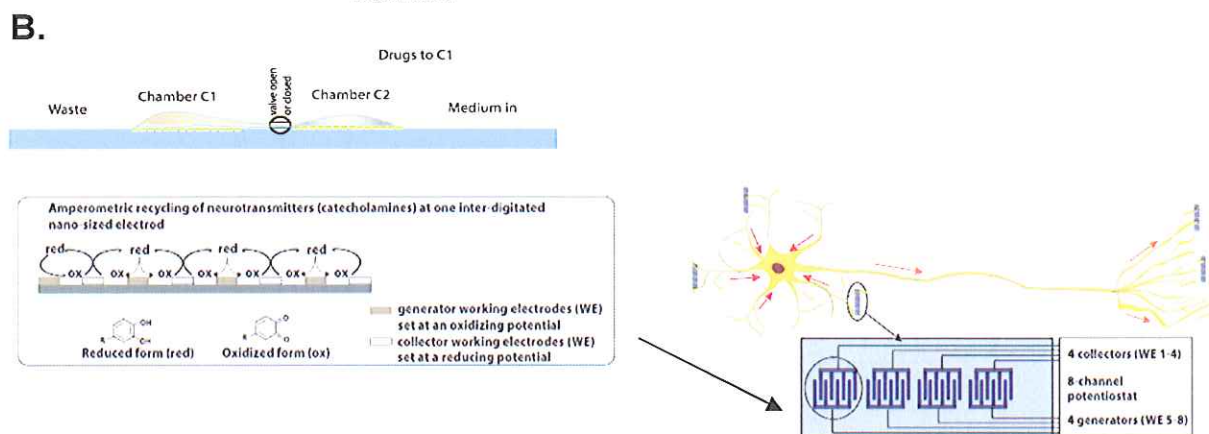 B.
Drugs to C1
Waste
Chamber C1
valve open
or closed
Chamber C2
Medium in
Amperometric recycling of neurotransmitters (catecholamines) at one inter-digitated
nano-sized electrod
red red red red
ox ox ox ox ox ox ox ox
generator working electrodes (WE)
set at an oxidizing potential
collector working electrodes (WE)
set at a reducing potential
R OH
OH
Reduced form (red)
R O
O
Oxidized form (ox)
4 collectors (WE 1-4)
8-channel
potentiostat
4 generators (WE 5-8)